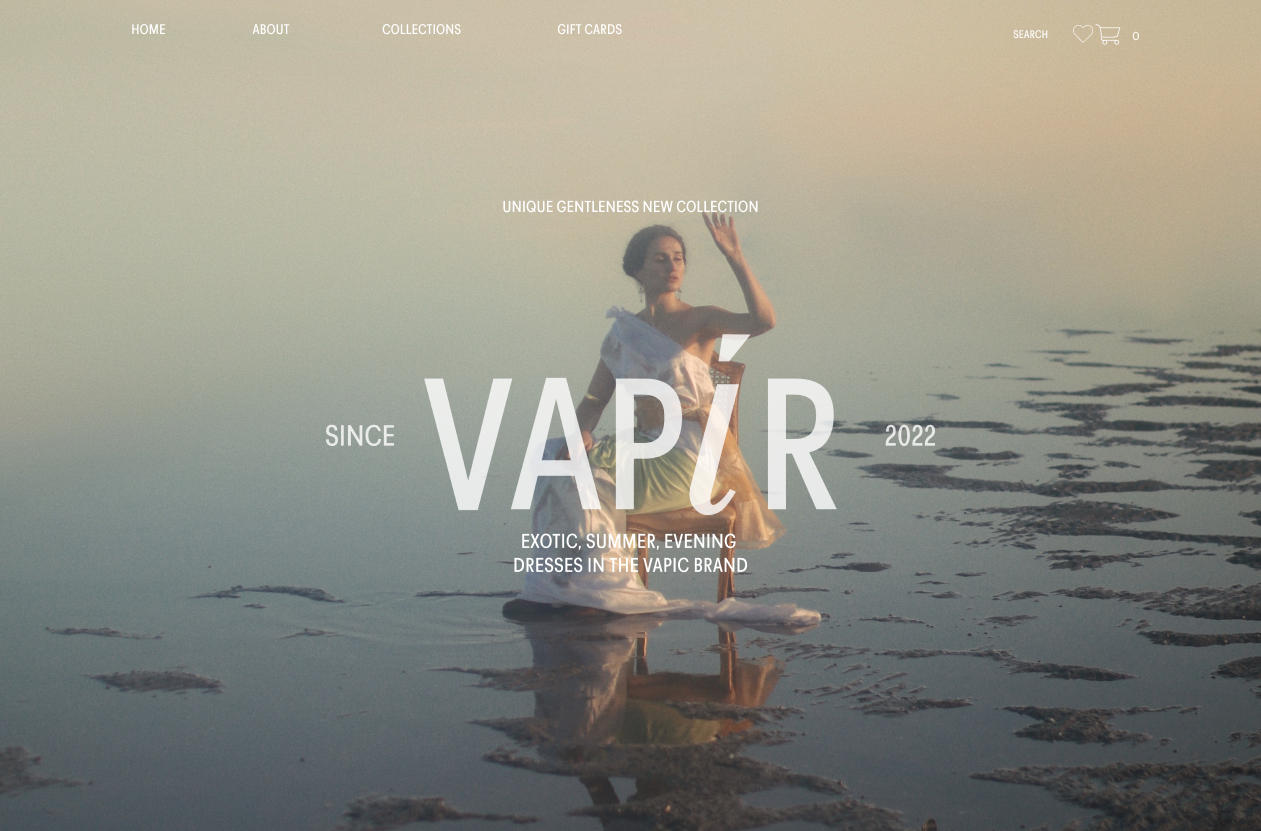 HOME ABOUT COLLECTIONS GIFT CARDS SEARCH 0
UNIQUE GENTLENESS NEW COLLECTION
SINCE VAPíR 2022
EXOTIC, SUMMER, EVENING
DRESSES IN THE VAPIC BRAND